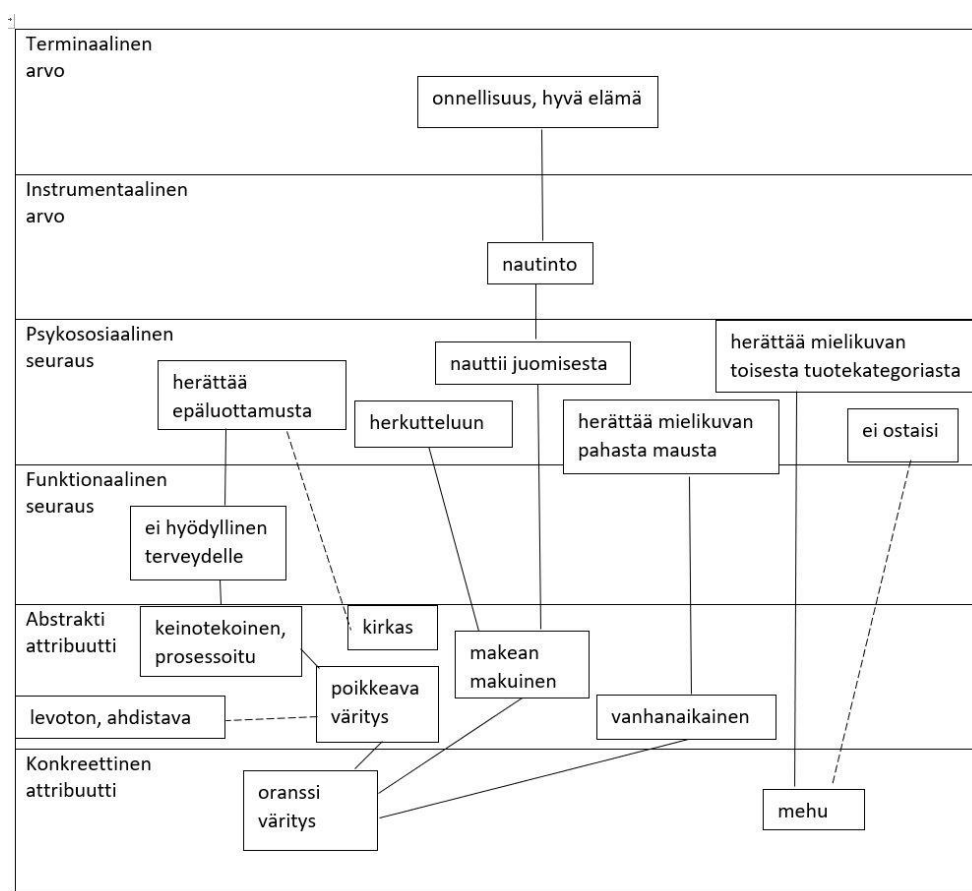 Terminaalinen
arvo
onnellisuus, hyvä elämä
Instrumentaalinen
arvo
nautinto
Psykososiaalinen
seuraus
herättää
epäluottamusta
nauttii juomisesta
herkutteluun
herättää mielikuvan
pahasta mausta
herättää mielikuvan
toisesta tuotekategoriasta
ei ostaisi
Funktionaalinen
seuraus
ei hyödyllinen
terveydelle
Abstrakti
attribuutti
keinotekoinen,
prosessoitu
kirkas
makean
makuinen
levoton, ahdistava
poikkeava
väritys
vanhanaikainen
Konkreettinen
attribuutti
oranssi
väritys
mehu